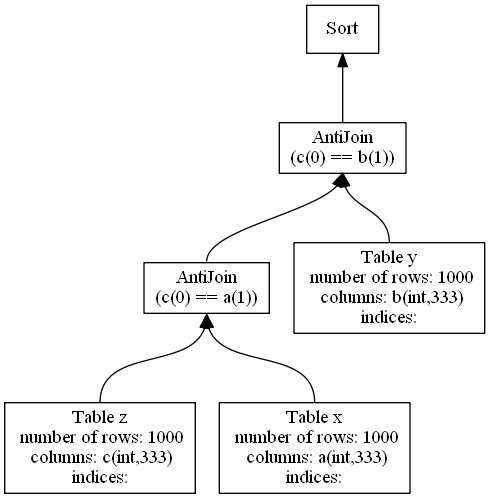 Sort
AntiJoin
(c(0) == b(1))
Table y
number of rows: 1000
columns: b(int,333)
indices:
AntiJoin
(c(0) == a(1))
Table z
number of rows: 1000
columns: c(int,333)
indices:
Table x
number of rows: 1000
columns: a(int,333)
indices: